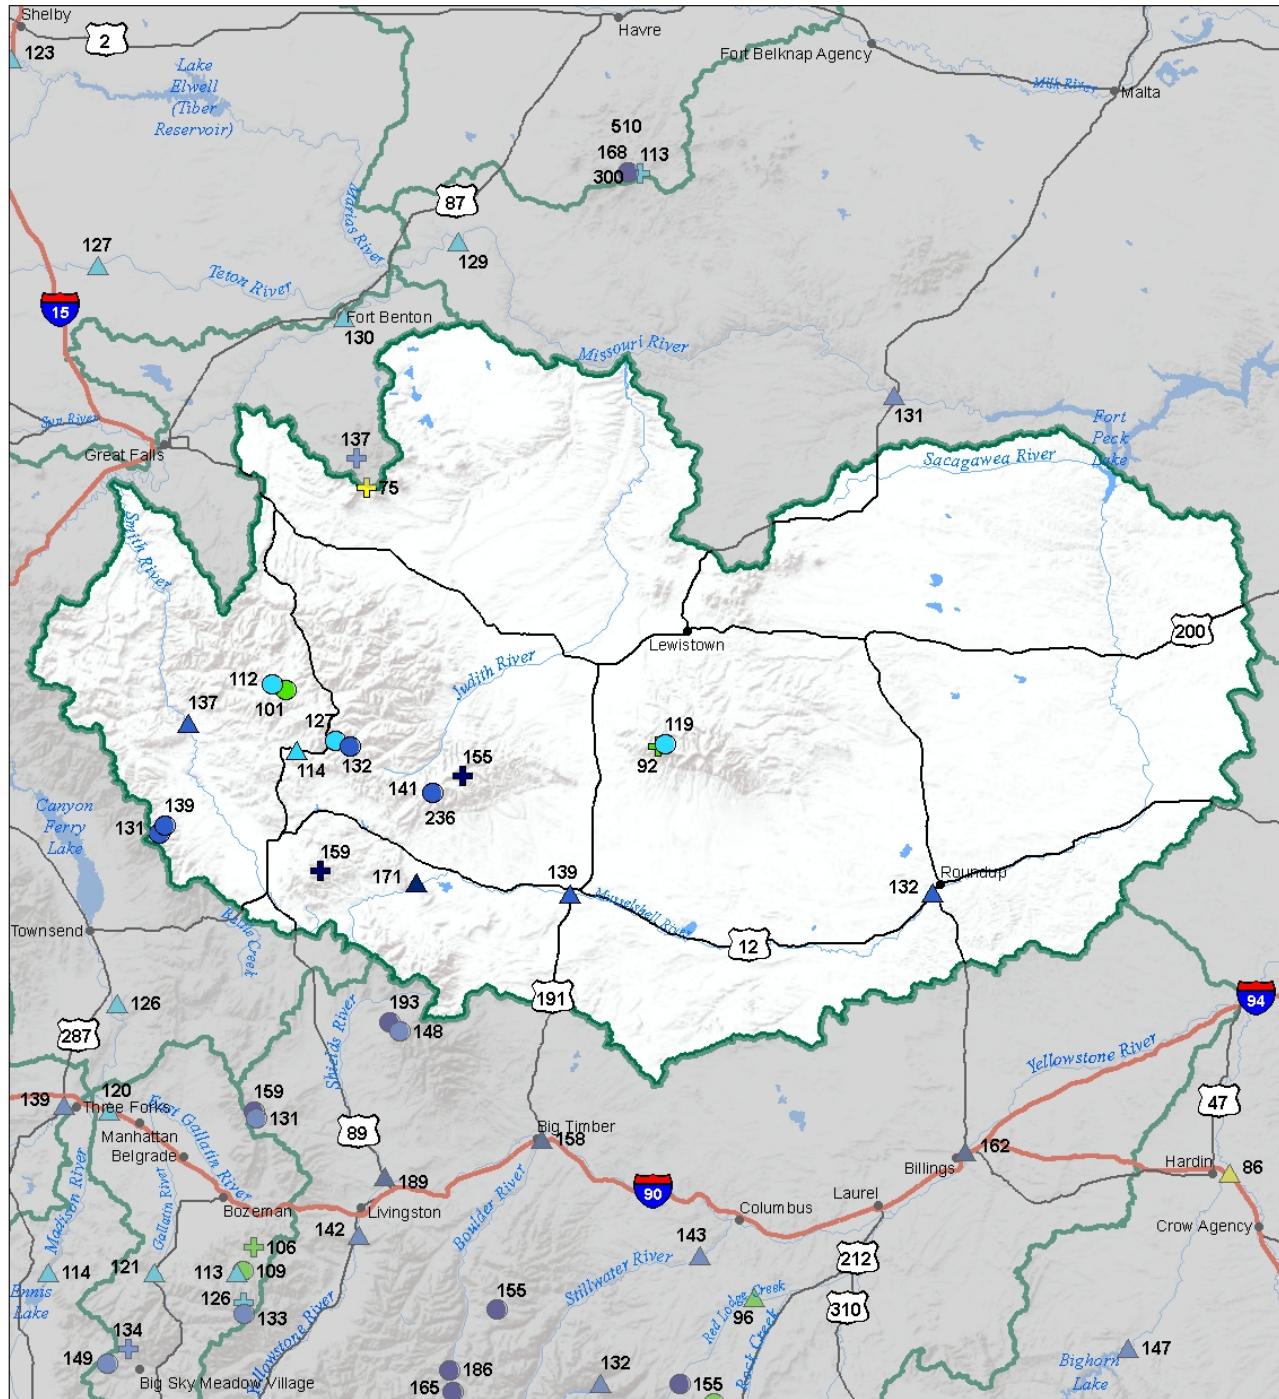 Shelby
2
123
Havre
Fort Belknap Agency
Milk River
Malta
Lake
Elwell
(Tiber
Reservoir)
510
168
113
300
87
Marias River
127
129
Teton River
15
Fort Benton
130
Missouri River
131
Fort
Peck
Lake
Sun River
Great Falls
137
75
Sacagawea River
Smith River
Lewistown
200
Judith River
112
101
137
127
114
132
119
92
155
141
236
Canyon
Ferry
Lake
139
131
159
171
139
Musselshell River
Roundup
132
12
Townsend
Battle Creek
191
94
126
193
148
287
Shields River
Yellowstone River
139
120
Three Forks
159
131
East Gallatin River
Manhattan
Belgrade
89
47
Big Timber
158
162
Billings
Hardin
86
Madison River
Gallatin River
189
Boulder River
90
Bozeman
Livingston
Laurel
Columbus
Crow Agency
142
143
106
212
114
121
113
109
Stillwater River
Ennis
Lake
126
133
155
Red Lodge Creek
96
310
Rock Creek
Yellowstone River
134
149
Big Sky Meadow Village
186
165
132
155
147
Bighorn
Lake